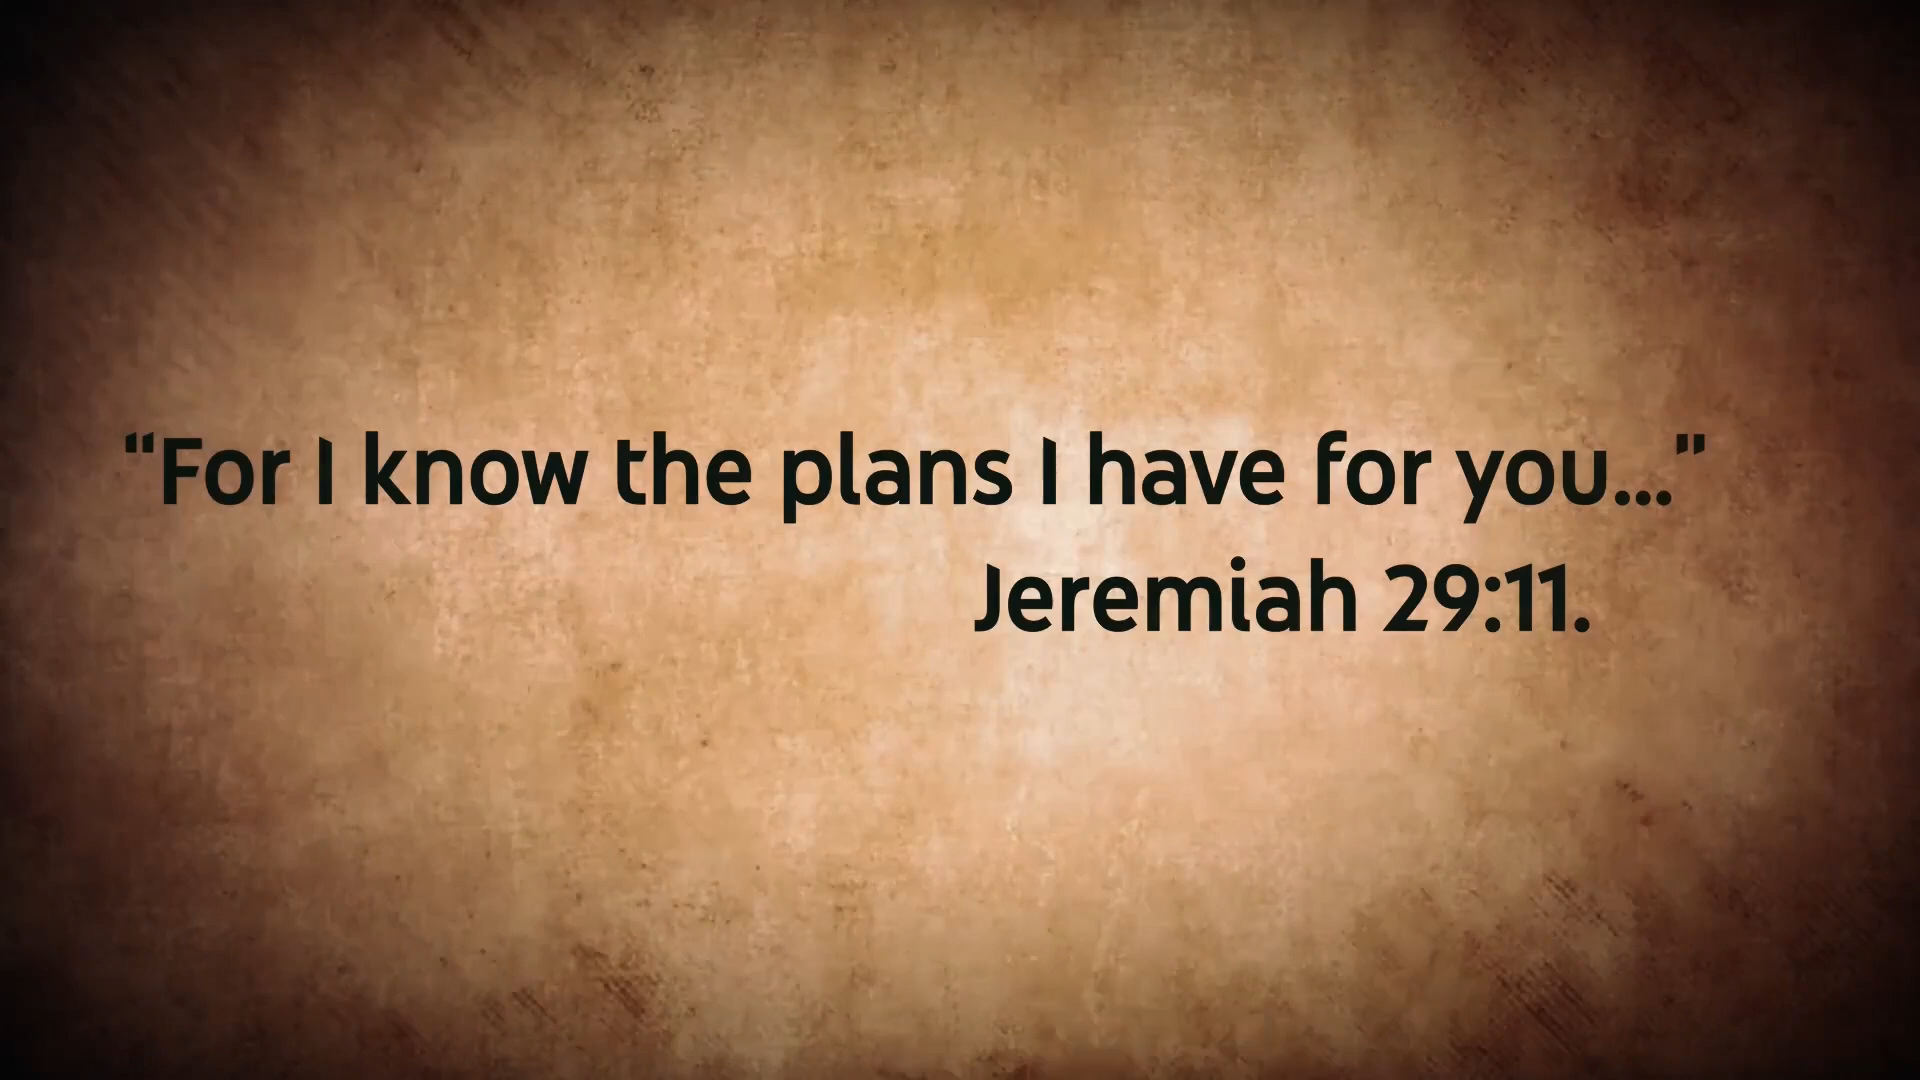 “For I know the plans I have for you...”
Jeremiah 29:11.